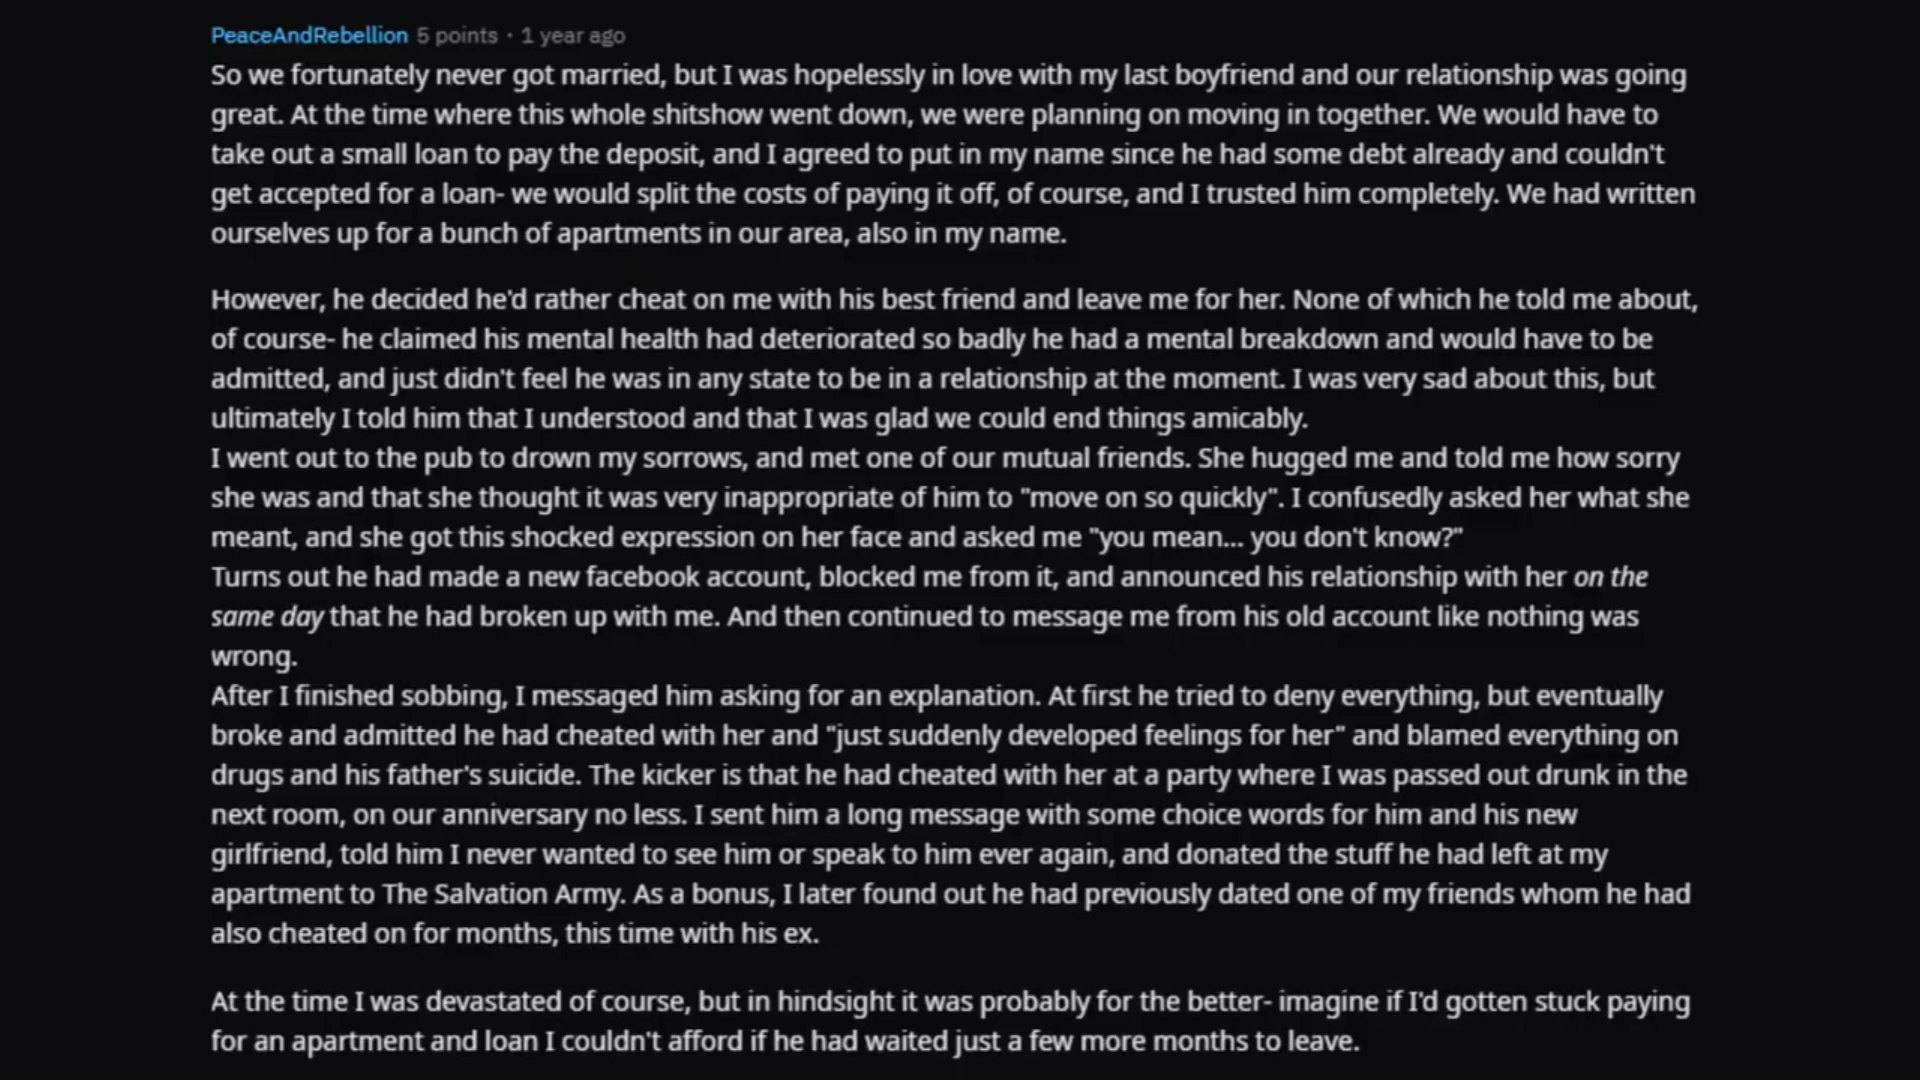 PeaceAndRebellion 5 points · 1 year ago
So we fortunately never got married, but I was hopelessly in love with my last boyfriend and our relationship was going
great. At the time where this whole shitshow went down, we were planning on moving in together. We would have to
take out a small loan to pay the deposit, and I agreed to put in my name since he had some debt already and couldn't
get accepted for a loan- we would split the costs of paying it off, of course, and I trusted him completely. We had written
ourselves up for a bunch of apartments in our area, also in my name.
However, he decided he'd rather cheat on me with his best friend and leave me for her. None of which he told me about,
of course- he claimed his mental health had deteriorated so badly he had a mental breakdown and would have to be
admitted, and just didn't feel he was in any state to be in a relationship at the moment. I was very sad about this, but
ultimately I told him that I understood and that I was glad we could end things amicably.
I went out to the pub to drown my sorrows, and met one of our mutual friends. She hugged me and told me how sorry
she was and that she thought it was very inappropriate of him to "move on so quickly". I confusedly asked her what she
meant, and she got this shocked expression on her face and asked me "you mean... you don't know?"
Turns out he had made a new facebook account, blocked me from it, and announced his relationship with her on the
same day that he had broken up with me. And then continued to message me from his old account like nothing was
wrong.
After I finished sobbing, I messaged him asking for an explanation. At first he tried to deny everything, but eventually
broke and admitted he had cheated with her and "just suddenly developed feelings for her" and blamed everything on
drugs and his father's suicide. The kicker is that he had cheated with her at a party where I was passed out drunk in the
next room, on our anniversary no less. I sent him a long message with some choice words for him and his new
girlfriend, told him I never wanted to see him or speak to him ever again, and donated the stuff he had left at my
apartment to The Salvation Army. As a bonus, I later found out he had previously dated one of my friends whom he had
also cheated on for months, this time with his ex.
At the time I was devastated of course, but in hindsight it was probably for the better- imagine if I'd gotten stuck paying
for an apartment and loan I couldn't afford if he had waited just a few more months to leave.